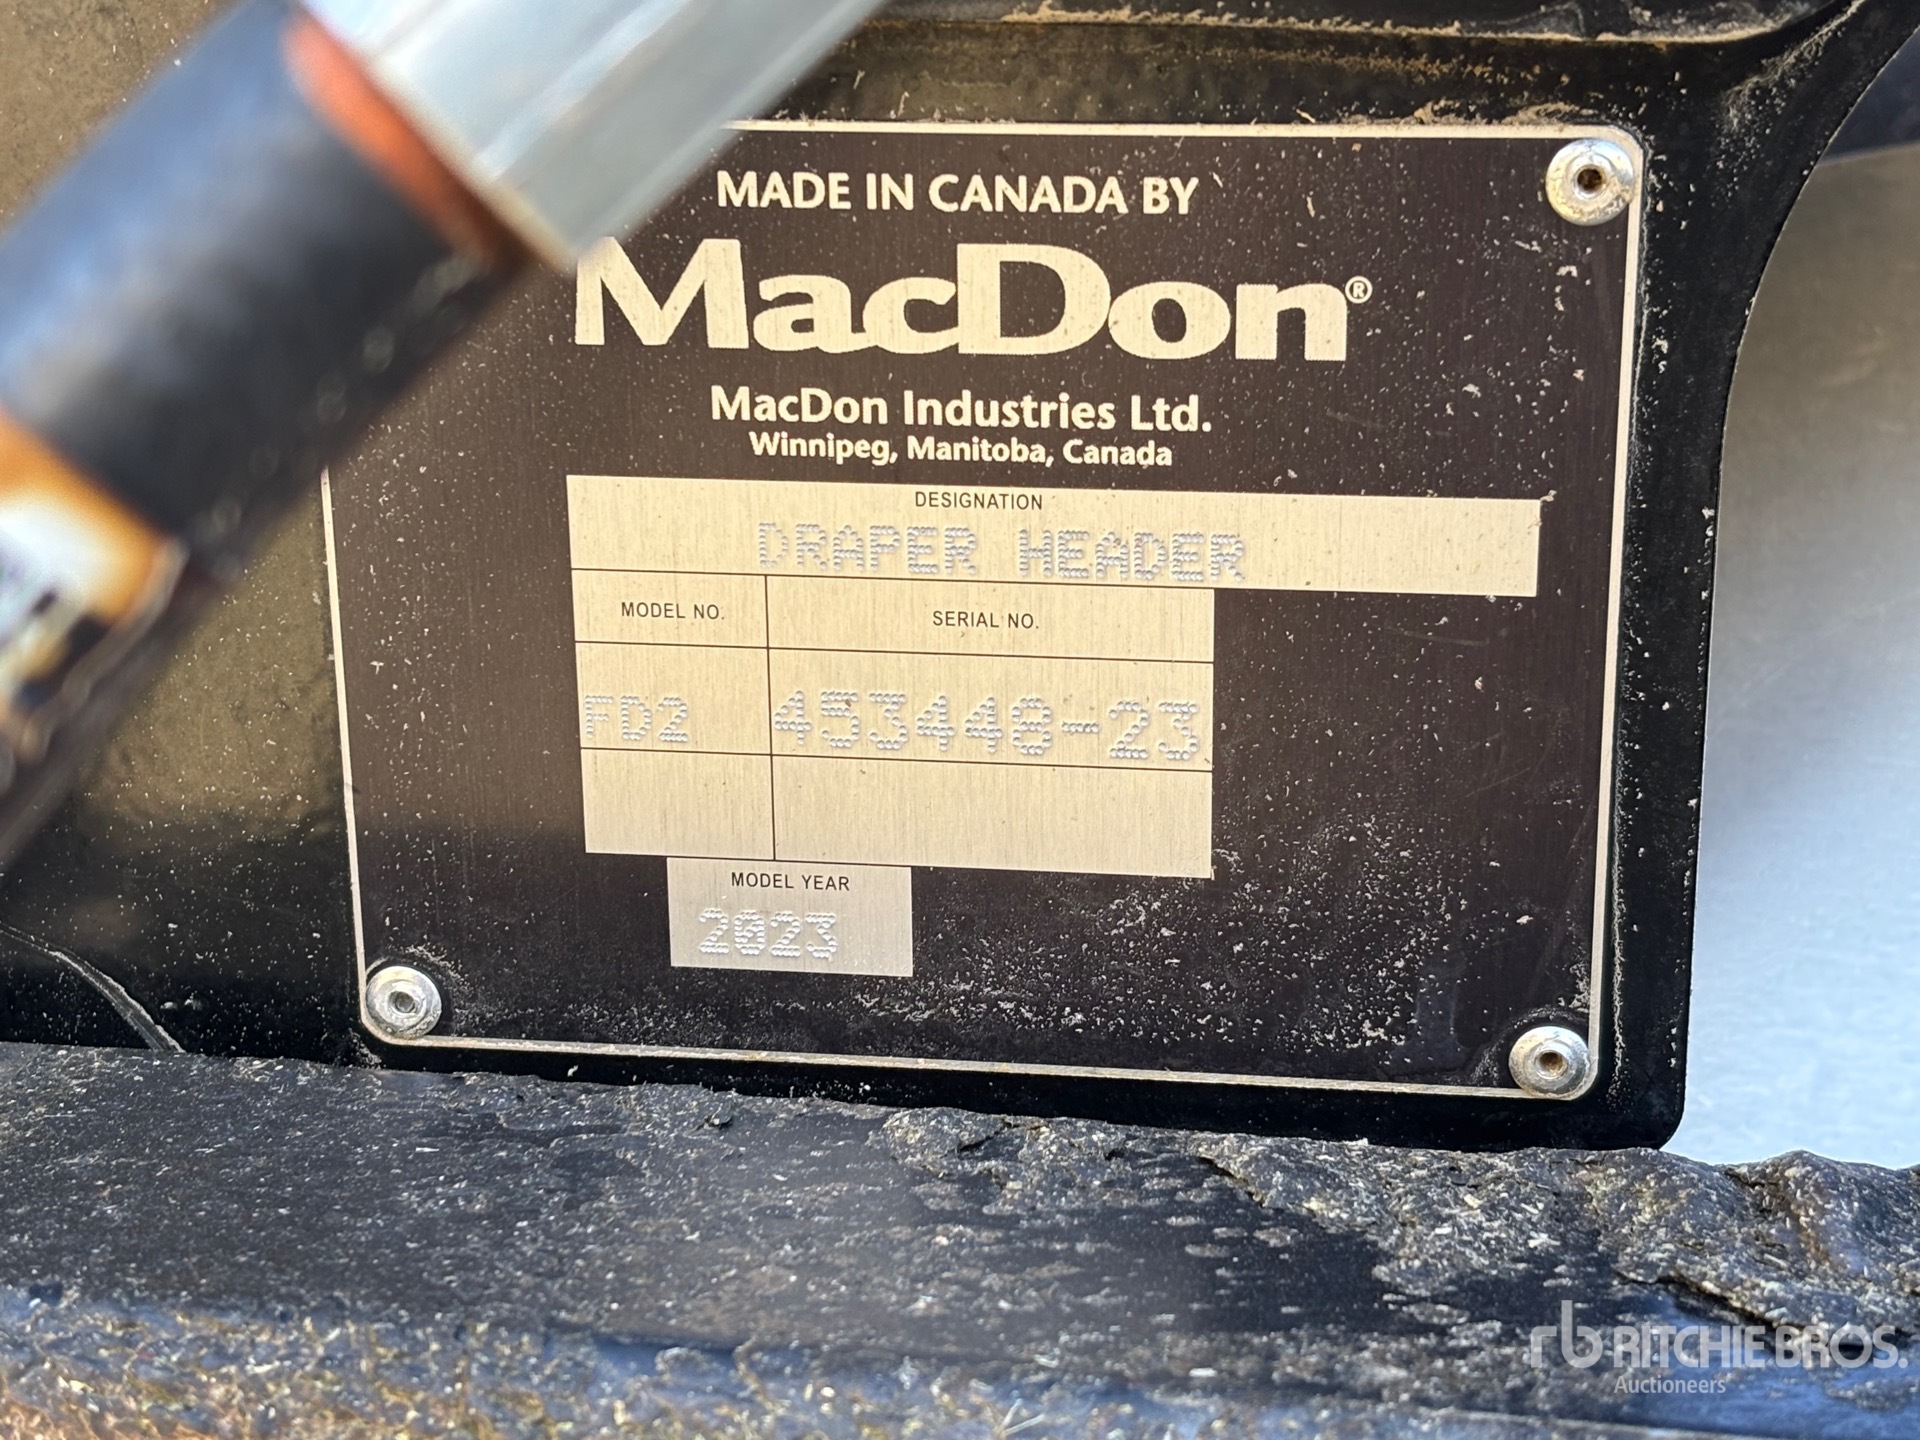 MADE IN CANADA BY
MacDon®
MacDon Industries Ltd.
Winnipeg, Manitoba, Canada
DESIGNATION
DRAPER HEADER
MODEL NO. SERIAL NO.
FD2 453448-23
MODEL YEAR
2023
rb RITCHIE BROS.
Auctioneers